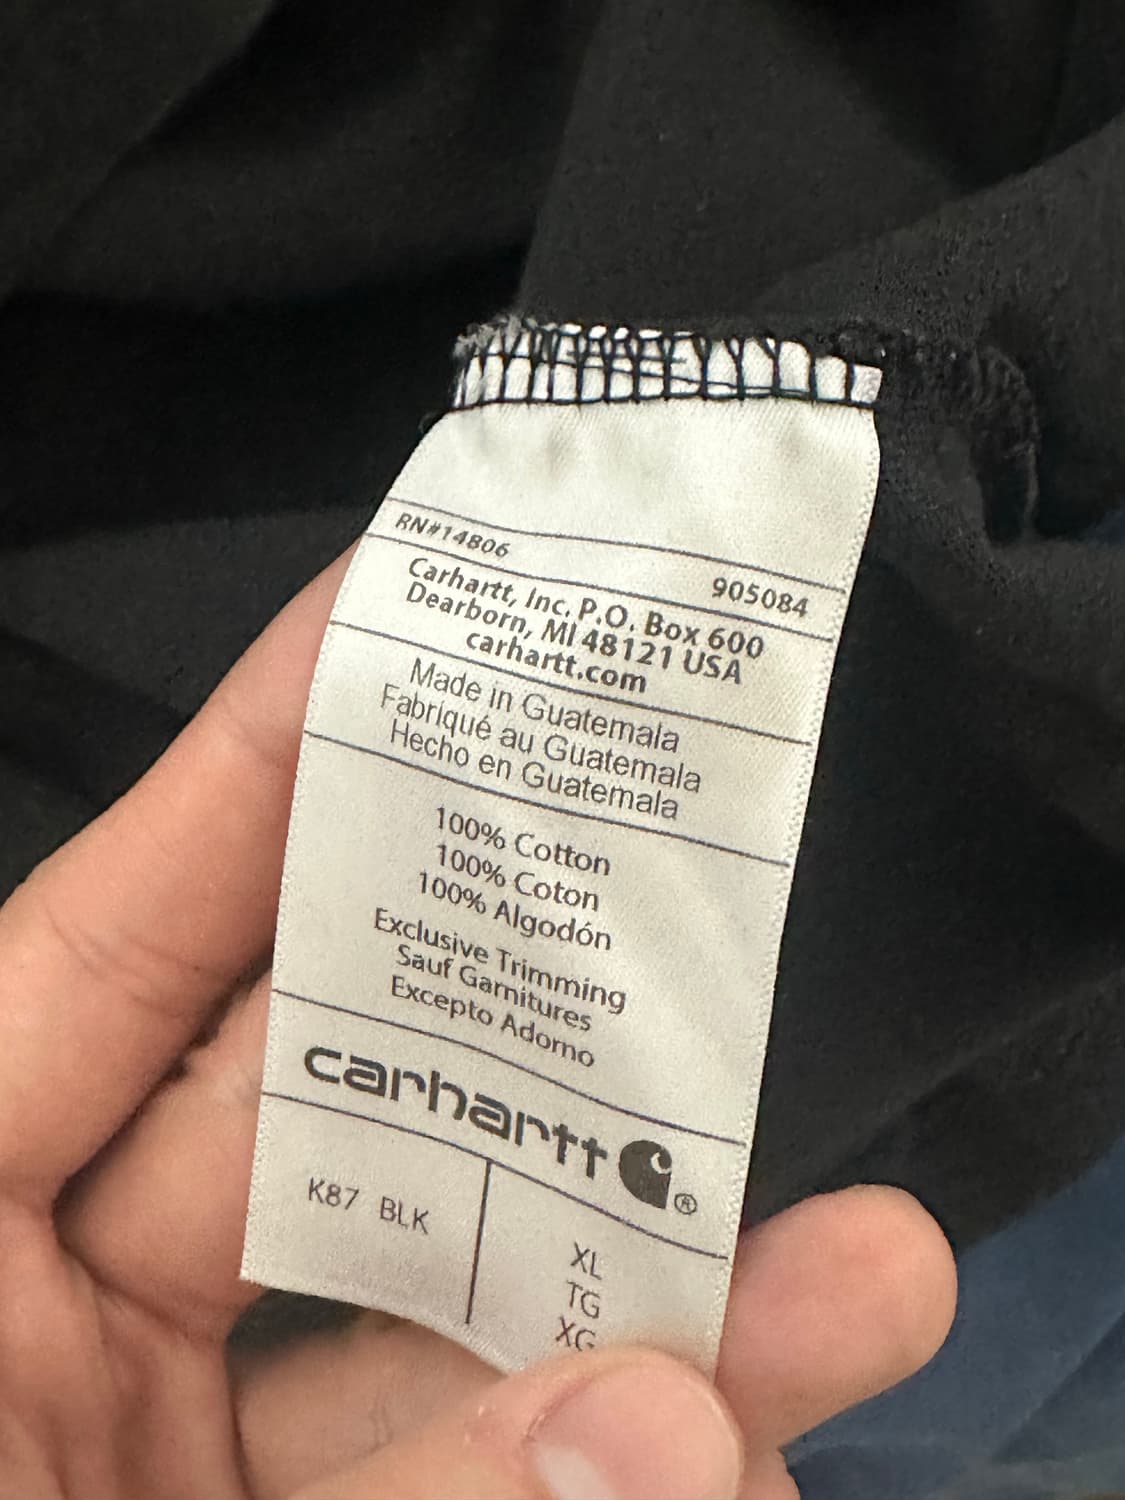 RN#14806 905084
Carhartt, Inc. P.O. Box 600
Dearborn, MI 48121 USA
carhartt.com
Made in Guatemala
Fabriqué au Guatemala
Hecho en Guatemala
100% Cotton
100% Coton
100% Algodón
Exclusive Trimming
Sauf Garnitures
Excepto Adorno
carhartt ®
K87 BLK
XL
TG
XG